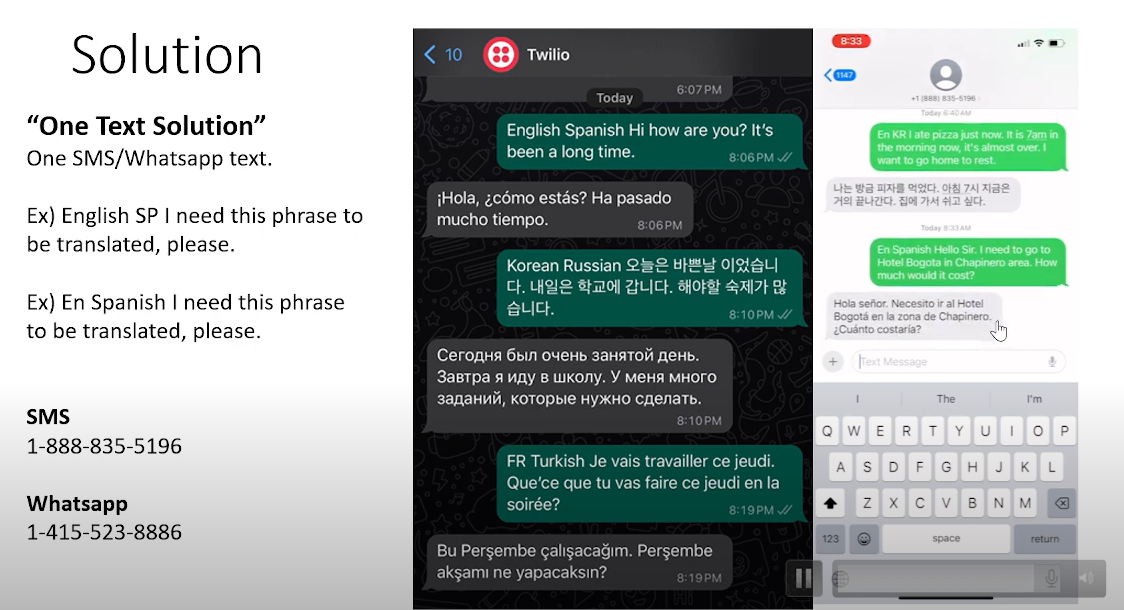 Solution
“One Text Solution”
One SMS/Whatsapp text.
Ex) English SP I need this phrase to
be translated, please.
Ex) En Spanish I need this phrase
to be translated, please.
SMS
1-888-835-5196
Whatsapp
1-415-523-8886
10
Twilio
6:07 PM
Today
English Spanish Hi how are you? It's
been a long time.
8:06 PM
¡Hola, ¿cómo estás? Ha pasado
mucho tiempo.
8:06 PM
Korean Russian 오늘은 바쁜날 이었습니
다. 내일은 학교에 갑니다. 해야할 숙제가 많
습니다.
8:10 PM
Сегодня был очень занятой день.
Завтра я иду в школу. У меня много
заданий, которые нужно сделать.
8:10 PM
FR Turkish Je vais travailler ce jeudi.
Que'ce que tu vas faire ce jeudi en la
soirée?
8:19 PM
Bu Perşembe çalışacağım. Perşembe
akşamı ne yapacaksın?
8:19 PM
8:33
1147
+1 (888) 835-5196
Today 6:40 AM
En KR I ate pizza just now. It is 7am in
the morning now, it's almost over. I
want to go home to rest.
나는 방금 피자를 먹었다. 아침 7시 지금은
거의 끝나간다. 집에 가서 쉬고 싶다.
Today 8:33 AM
En Spanish Hello Sir. I need to go to
Hotel Bogota in Chapinero area. How
much would it cost?
Hola señor. Necesito ir al Hotel
Bogotá en la zona de Chapinero.
¿Cuánto costaría?
Text Message
I The I'm
Q W E R T Y U I O P
A S D F G H J K L
Z X C V B N M
123 space return